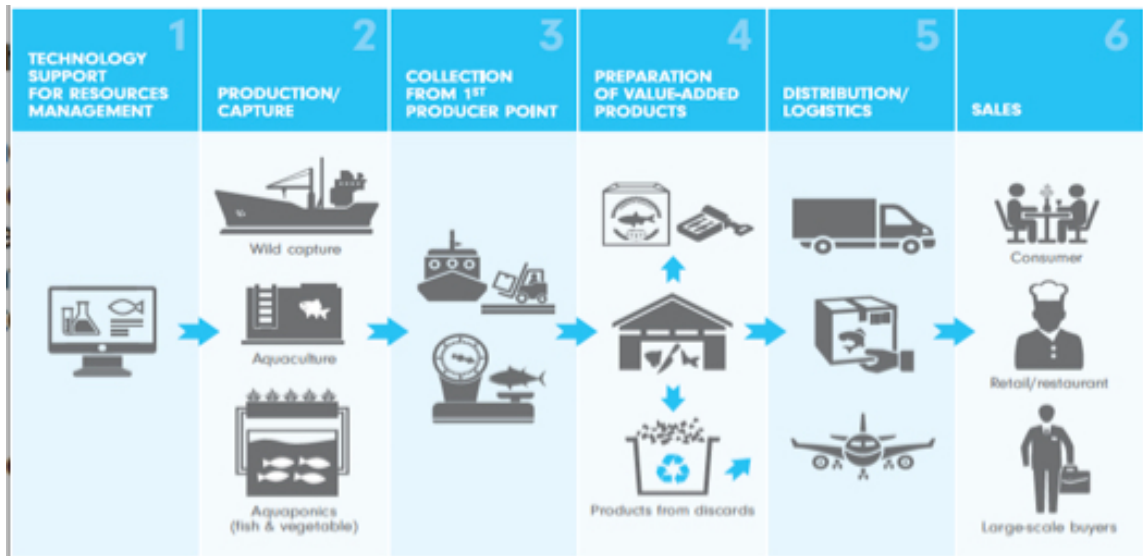 1
TECHNOLOGY
SUPPORT
FOR RESOURCES
MANAGEMENT
2
PRODUCTION/
CAPTURE
3
COLLECTION
FROM 1ST
PRODUCER POINT
4
PREPARATION
OF VALUE-ADDED
PRODUCTS
5
DISTRIBUTION/
LOGISTICS
6
SALES
Wild capture
Aquaculture
Aquaponics
(fish & vegetable)
Products from discards
Consumer
Retail/restaurant
Large-scale buyers